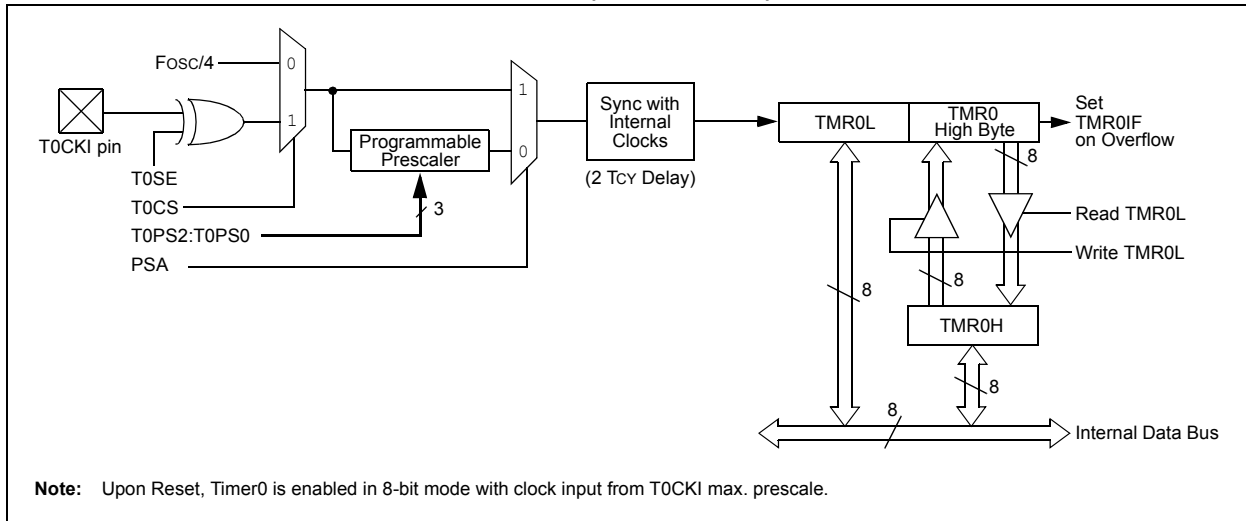 Fosc/4
0
1
T0CKI pin
T0SE
T0CS
T0PS2:T0PS0
PSA
Programmable
Prescaler
3
1
0
Sync with
Internal
Clocks
(2 TCY Delay)
TMR0L
TMR0
High Byte
Set
TMR0IF
on Overflow
8
Read TMR0L
Write TMR0L
8
8
TMR0H
8
8
Internal Data Bus
Note: Upon Reset, Timer0 is enabled in 8-bit mode with clock input from T0CKI max. prescale.